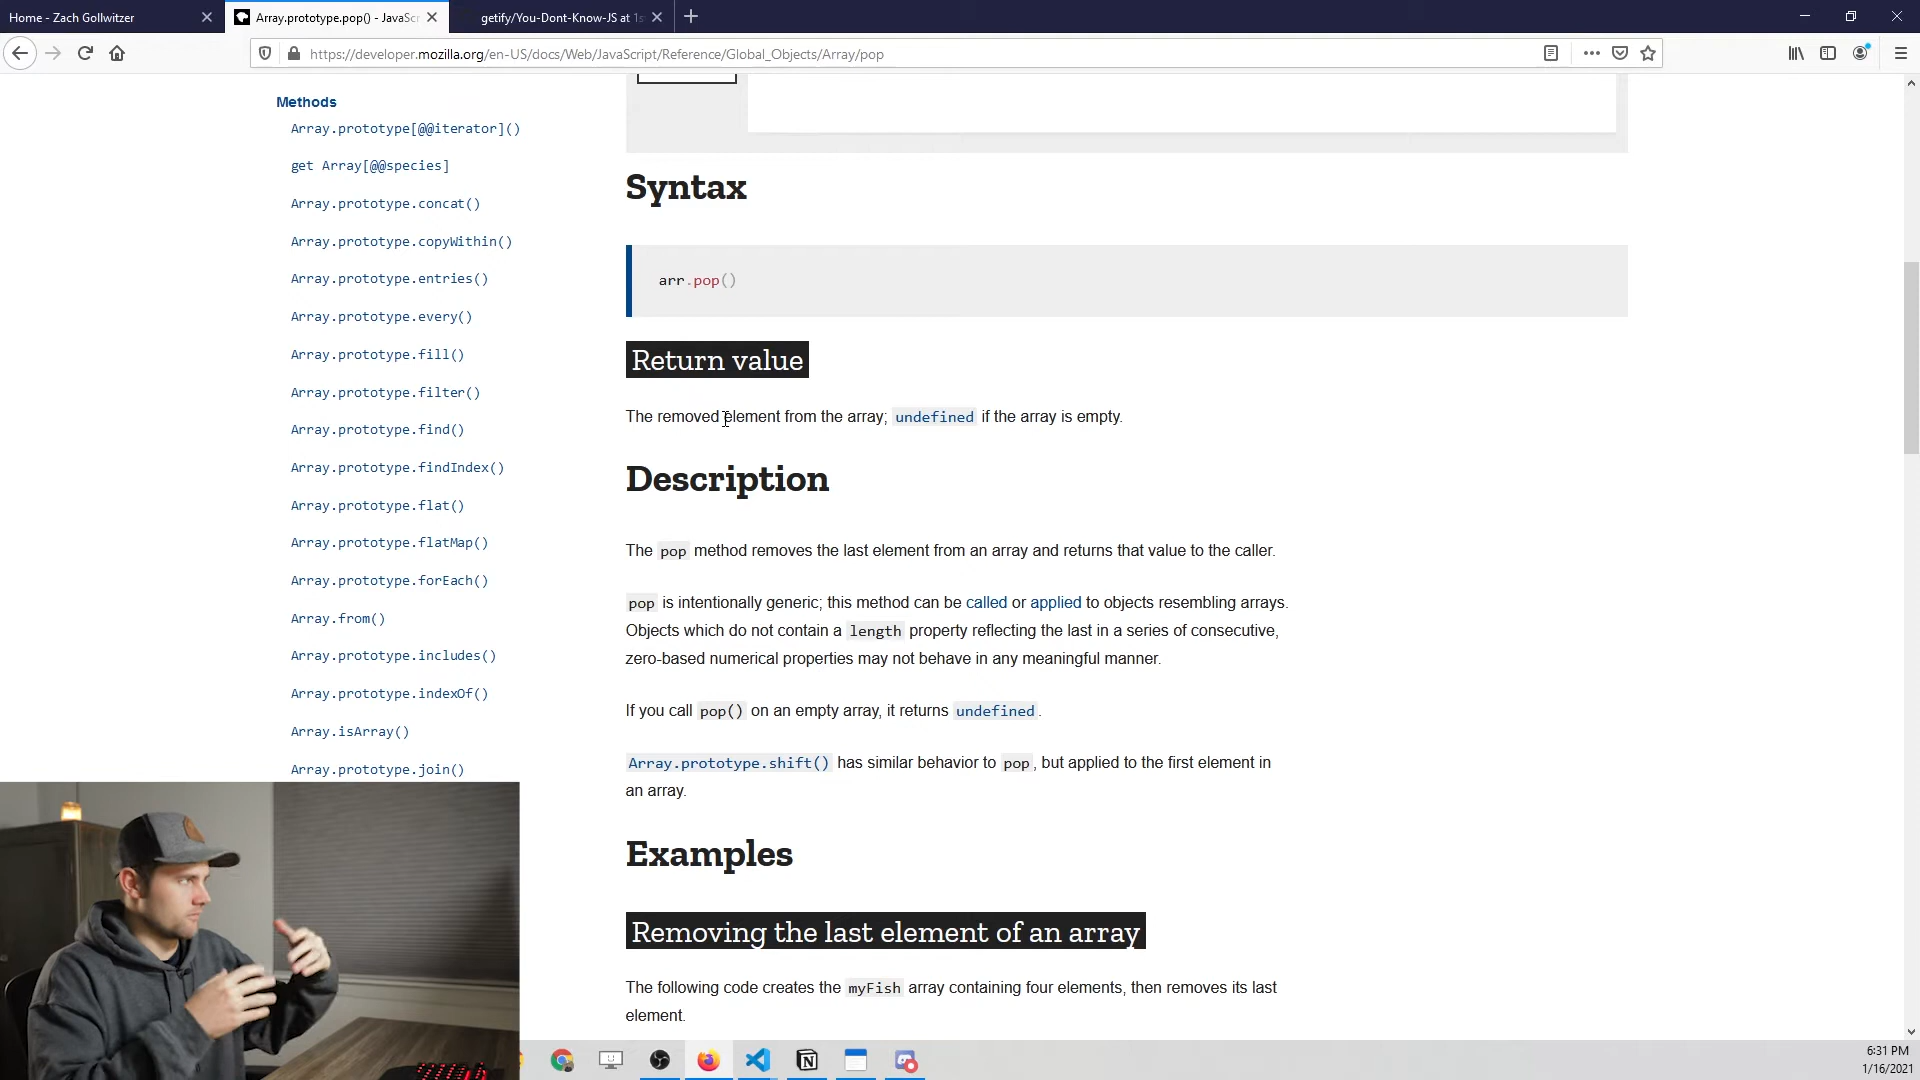 Home - Zach Gollwitzer
Array.prototype.pop() - JavaSc
getify/You-Dont-Know-JS at 1s
https://developer.mozilla.org/en-US/docs/Web/JavaScript/Reference/Global_Objects/Array/pop
Methods
Array.prototype[@@iterator]()
get Array[@@species]
Array.prototype.concat()
Array.prototype.copyWithin()
Array.prototype.entries()
Array.prototype.every()
Array.prototype.fill()
Array.prototype.filter()
Array.prototype.find()
Array.prototype.findIndex()
Array.prototype.flat()
Array.prototype.flatMap()
Array.prototype.forEach()
Array.from()
Array.prototype.includes()
Array.prototype.indexOf()
Array.isArray()
Array.prototype.join()
Syntax
arr.pop()
Return value
The removed element from the array; undefined if the array is empty.
Description
The pop method removes the last element from an array and returns that value to the caller.
pop is intentionally generic; this method can be called or applied to objects resembling arrays.
Objects which do not contain a length property reflecting the last in a series of consecutive,
zero-based numerical properties may not behave in any meaningful manner.
If you call pop() on an empty array, it returns undefined.
Array.prototype.shift() has similar behavior to pop, but applied to the first element in
an array.
Examples
Removing the last element of an array
The following code creates the myFish array containing four elements, then removes its last
element.
6:31 PM
1/16/2021